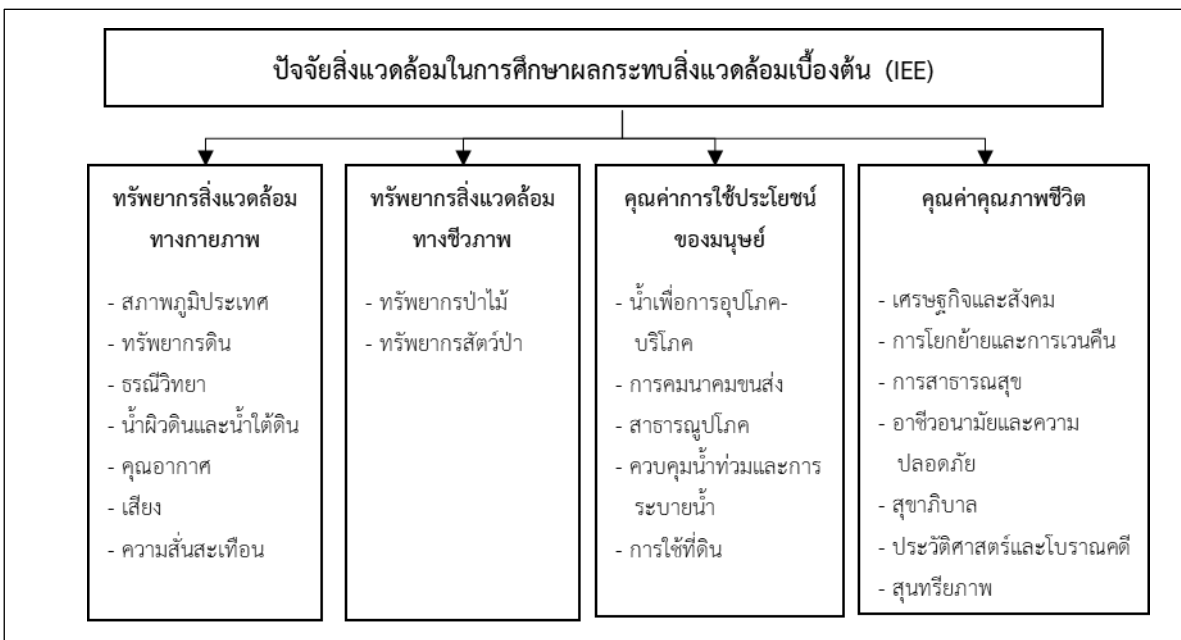 ปัจจัยสิ่งแวดล้อมในการศึกษาผลกระทบสิ่งแวดล้อมเบื้องต้น (IEE)
ทรัพยากรสิ่งแวดล้อม
ทางกายภาพ
- สภาพภูมิประเทศ
- ทรัพยากรดิน
- ธรณีวิทยา
- น้ำผิวดินและน้ำใต้ดิน
- คุณอากาศ
- เสียง
- ความสั่นสะเทือน
ทรัพยากรสิ่งแวดล้อม
ทางชีวภาพ
- ทรัพยากรป่าไม้
- ทรัพยากรสัตว์ป่า
คุณค่าการใช้ประโยชน์
ของมนุษย์
- น้ำเพื่อการอุปโภค-
บริโภค
- การคมนาคมขนส่ง
- สาธารณูปโภค
- ควบคุมน้ำท่วมและการ
ระบายน้ำ
- การใช้ที่ดิน
คุณค่าคุณภาพชีวิต
- เศรษฐกิจและสังคม
- การโยกย้ายและการเวนคืน
- การสาธารณสุข
- อาชีวอนามัยและความ
ปลอดภัย
- สุขาภิบาล
- ประวัติศาสตร์และโบราณคดี
- สุนทรียภาพ